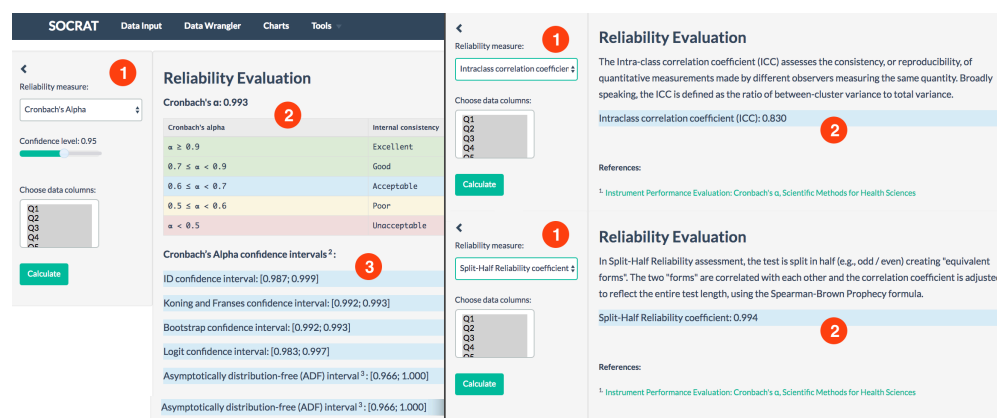 SOCRAT Data Input Data Wrangler Charts Tools
1
Reliability measure:
Cronbach's Alpha
Confidence level: 0.95
Choose data columns:
Q1
Q2
Q3
Q4
Calculate
Reliability Evaluation
Cronbach's α: 0.993
2
Cronbach's alpha Internal consistency
α ≥ 0.9 Excellent
0.7 ≤ α < 0.9 Good
0.6 ≤ α < 0.7 Acceptable
0.5 ≤ α < 0.6 Poor
α < 0.5 Unacceptable
Cronbach's Alpha confidence intervals 2:
3
ID confidence interval: [0.987; 0.999]
Koning and Franses confidence interval: [0.992; 0.993]
Bootstrap confidence interval: [0.992; 0.993]
Logit confidence interval: [0.983; 0.997]
Asymptotically distribution-free (ADF) interval 3: [0.966; 1.000]
Asymptotically distribution-free (ADF) interval 3: [0.966; 1.000]
1
Reliability measure:
Intraclass correlation coefficier
Choose data columns:
Q1
Q2
Q3
Q4
Calculate
Reliability Evaluation
The Intra-class correlation coefficient (ICC) assesses the consistency, or reproducibility, of
quantitative measurements made by different observers measuring the same quantity. Broadly
speaking, the ICC is defined as the ratio of between-cluster variance to total variance.
Intraclass correlation coefficient (ICC): 0.830
2
References:
1. Instrument Performance Evaluation: Cronbach's α, Scientific Methods for Health Sciences
1
Reliability measure:
Split-Half Reliability coefficient
Choose data columns:
Q1
Q2
Q3
Q4
Calculate
Reliability Evaluation
In Split-Half Reliability assessment, the test is split in half (e.g., odd / even) creating "equivalent
forms". The two "forms" are correlated with each other and the correlation coefficient is adjuste
to reflect the entire test length, using the Spearman-Brown Prophecy formula.
Split-Half Reliability coefficient: 0.994
2
References:
1. Instrument Performance Evaluation: Cronbach's α, Scientific Methods for Health Sciences